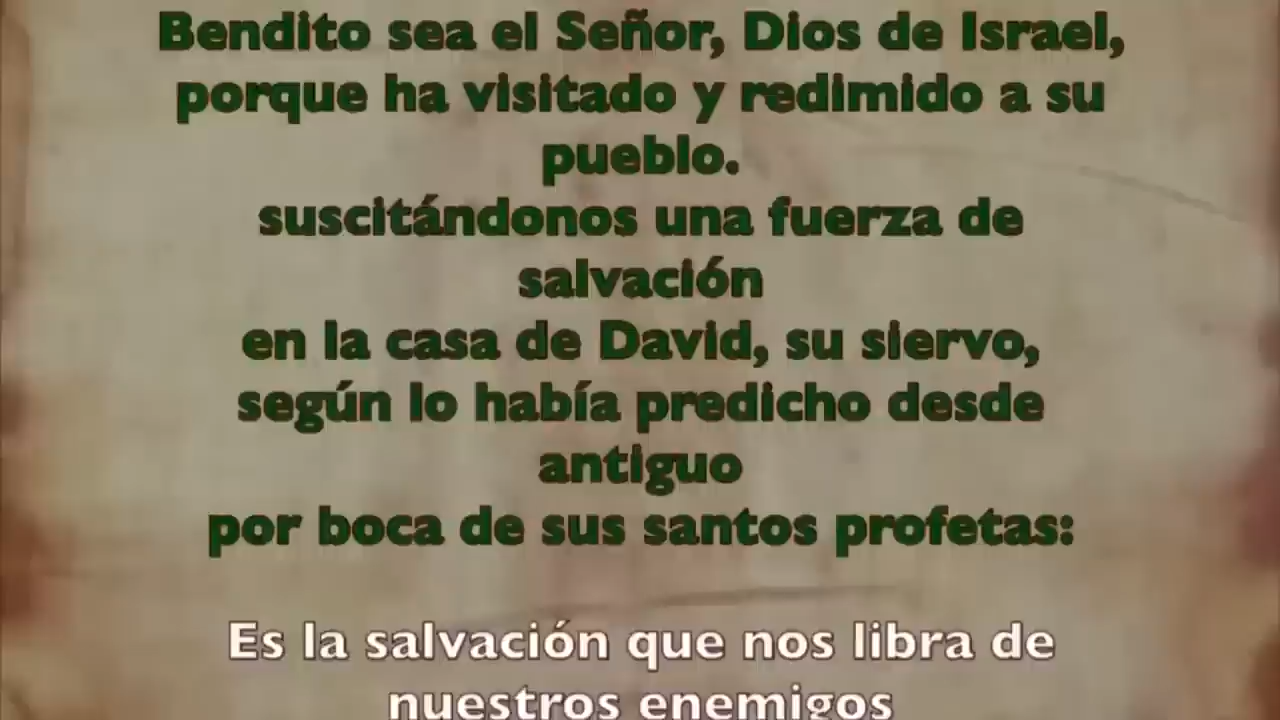 Bendito sea el Señor, Dios de Israel,
porque ha visitado y redimido a su
pueblo.
suscitándonos una fuerza de
salvación
en la casa de David, su siervo,
según lo había predicho desde
antiguo
por boca de sus santos profetas:
Es la salvación que nos libra de
nuestros enemigos